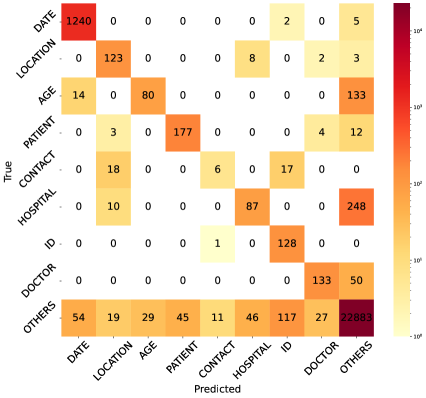 DATE 1240 0 0 0 0 0 2 0 5
LOCATION 0 123 0 0 0 8 0 2 3
AGE 14 0 80 0 0 0 0 0 133
PATIENT 0 3 0 177 0 0 0 4 12
CONTACT 0 18 0 0 6 0 17 0 0
HOSPITAL 0 10 0 0 0 87 0 0 248
ID 0 0 0 0 1 0 128 0 0
DOCTOR 0 0 0 0 0 0 0 133 50
OTHERS 54 19 29 45 11 46 117 27 22883
DATE LOCATION AGE PATIENT CONTACT HOSPITAL ID DOCTOR OTHERS
Predicted
True
10⁴
10³
10²
10¹
10⁰